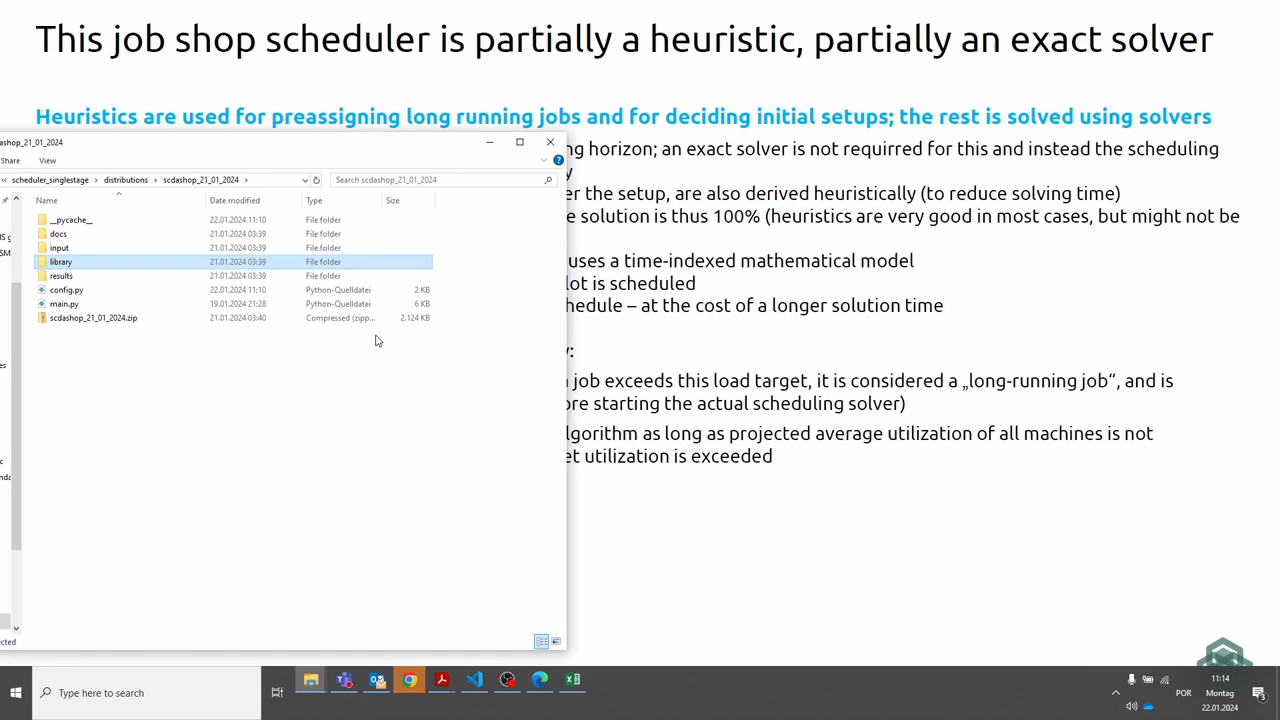 This job shop scheduler is partially a heuristic, partially an exact solver
Heuristics are used for preassigning long running jobs and for deciding initial setups; the rest is solved using solvers
ing horizon; an exact solver is not requirred for this and instead the scheduling
er the setup, are also derived heuristically (to reduce solving time)
e solution is thus 100% (heuristics are very good in most cases, but might not be
uses a time-indexed mathematical model
lot is scheduled
hedule – at the cost of a longer solution time
y:
job exceeds this load target, it is considered a „long-running job“, and is
ore starting the actual scheduling solver)
lgorithm as long as projected average utilization of all machines is not
et utilization is exceeded
dashop_21_01_2024
Share View
« scheduler_singlestage › distributions › scdashop_21_01_2024 ›
Search scdashop_21_01_2024
Name Date modified Type Size
__pycache__ 22.01.2024 11:10 File folder
docs 21.01.2024 03:39 File folder
input 21.01.2024 03:39 File folder
library 21.01.2024 03:39 File folder
results 21.01.2024 03:39 File folder
config.py 22.01.2024 11:10 Python-Quelldatei 2 KB
main.py 19.01.2024 21:28 Python-Quelldatei 6 KB
scdashop_21_01_2024.zip 21.01.2024 03:40 Compressed (zipp... 2.124 KB
ected
Type here to search
POR
11:14
Montag
22.01.2024
3